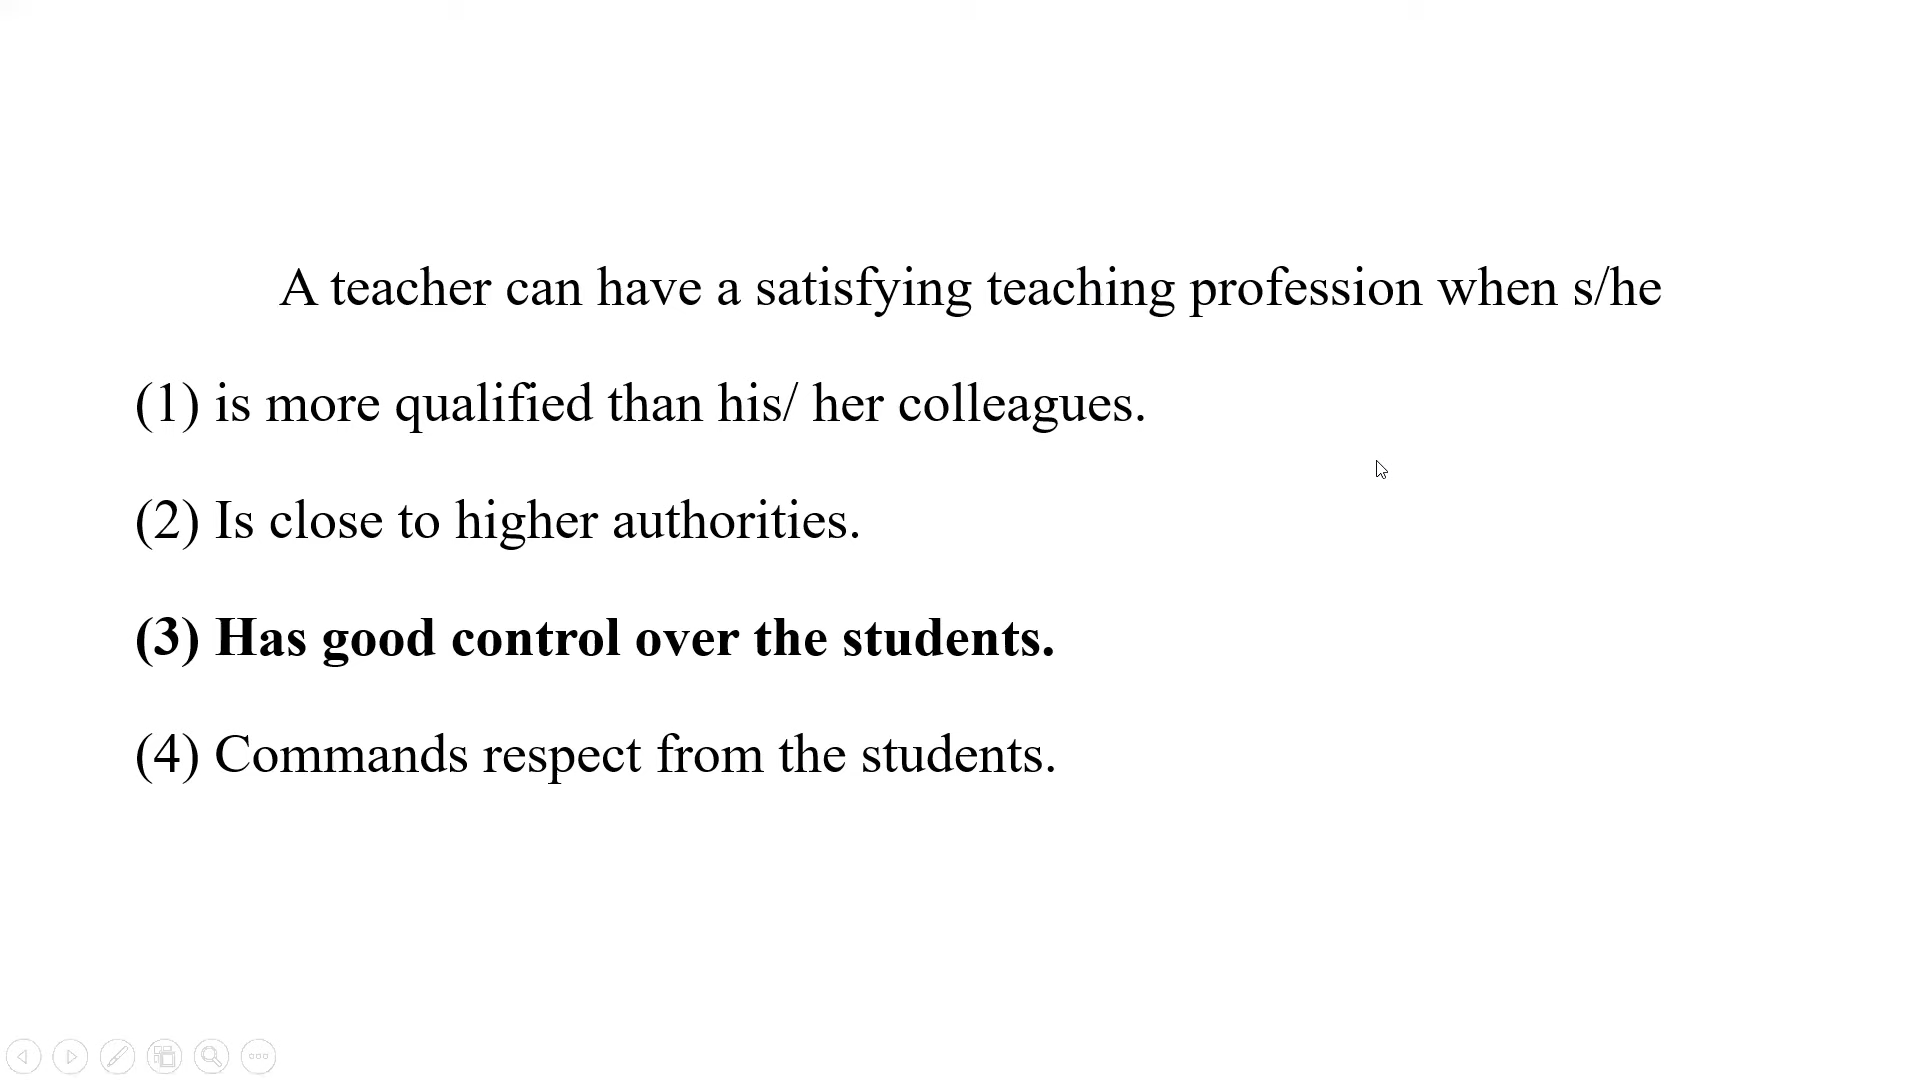 A teacher can have a satisfying teaching profession when s/he
(1) is more qualified than his/ her colleagues.
(2) Is close to higher authorities.
(3) Has good control over the students.
(4) Commands respect from the students.